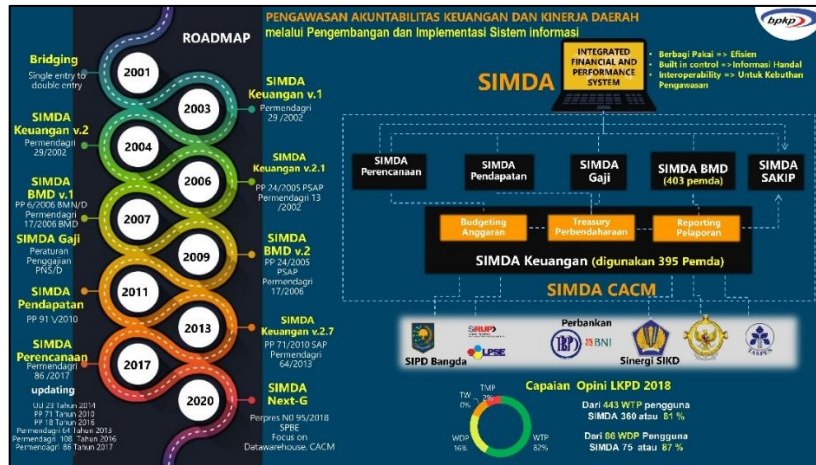 ROADMAP
Bridging
Single entry to
double entry
2001
2003
SIMDA
Keuangan v.1
Permendagri
29 /2002
SIMDA
Keuangan v.2
Permendagri
29/2002
2004
2006
SIMDA
Keuangan v.2.1
PP 24/2005 PSAP
Permendagri 13
/2002
SIMDA
BMD v.1
PP 6/2006 BMN/D
Permendagri
17/2006 BMD
2007
SIMDA Gaji
Peraturan
Penggajian
PNS/D
2009
SIMDA
BMD v.2
PP 24/2005
PSAP
Permendagri
17/2006
SIMDA
Pendapatan
PP 91 \/2010
2011
2013
SIMDA
Keuangan v.2.7
PP 71/2010 SAP
Permendagri
64/2013
SIMDA
Perencanaan
Permendagri
86 /2017
2017
updating
UU 23 Tahun 2014
PP 71 Tahun 2010
PP 18 Tahun 2016
Permendagri 64 Tahun 2013
Permendagri 108 Tahun 2016
Permendagri 86 Tahun 2017
2020
SIMDA
Next-G
Perpres N0 95/2018
SPBE
Focus on
Datawarehouse, CACM
PENGAWASAN AKUNTABILITAS KEUANGAN DAN KINERJA DAERAH
melalui Pengembangan dan Implementasi Sistem informasi
bpkp
SIMDA
INTEGRATED
FINANCIAL AND
PERFORMANCE
SYSTEM
• Berbagi Pakai => Efisien
• Built in control =>Informasi Handal
• Interoperability => Untuk Kebuthan
Pengawasan
SIMDA
Perencanaan
SIMDA
Pendapatan
SIMDA
Gaji
SIMDA BMD
(403 pemda)
SIMDA
SAKIP
Budgeting
Anggaran
Treasury
Perbendaharaan
Reporting
Pelaporan
SIMDA Keuangan (digunakan 395 Pemda)
SIMDA CACM
SIPD Bangda
SiRUP
LPSE
Perbankan
BPD
BNI
Sinergi SIKD
TASPEN
Capaian Opini LKPD 2018
TMP
2%
TW
0%
WDP
16%
WTP
82%
Dari 443 WTP pengguna
SIMDA 360 atau 81 %
Dari 86 WDP Pengguna
SIMDA 75 atau 87 %